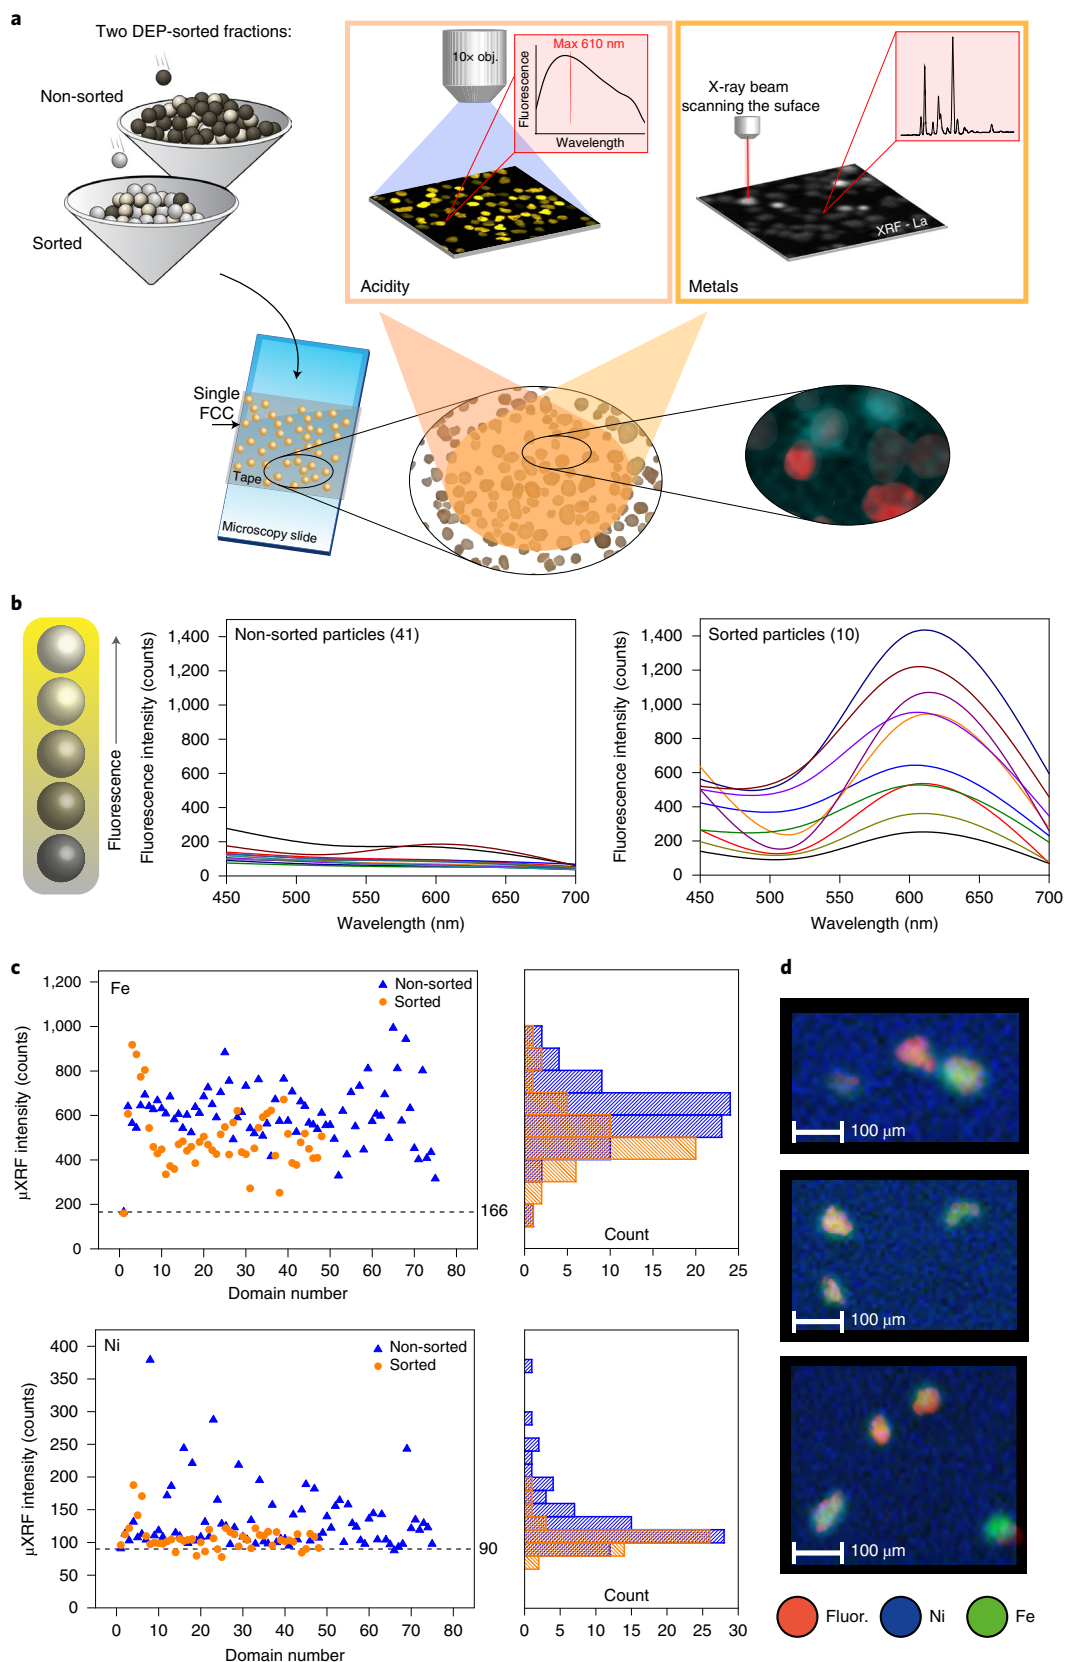 a
Two DEP-sorted fractions:
Non-sorted
Sorted
10× obj.
Max 610 nm
Fluorescence
Wavelength
Acidity
X-ray beam
scanning the suface
XRF - La
Metals
Single
FCC
Tape
Microscopy slide
b
Fluorescence
Fluorescence intensity (counts)
1,400
1,200
1,000
800
600
400
200
0
Non-sorted particles (41)
450
500
550
600
650
700
Wavelength (nm)
Fluorescence intensity (counts)
1,400
1,200
1,000
800
600
400
200
0
Sorted particles (10)
450
500
550
600
650
700
Wavelength (nm)
c
µXRF intensity (counts)
1,200
1,000
800
600
400
200
0
Fe
Non-sorted
Sorted
166
0
10
20
30
40
50
60
70
80
Domain number
Count
0
5
10
15
20
25
µXRF intensity (counts)
400
350
300
250
200
150
100
50
0
Ni
Non-sorted
Sorted
90
0
10
20
30
40
50
60
70
80
Domain number
Count
0
5
10
15
20
25
30
d
100 µm
100 µm
100 µm
Fluor.
Ni
Fe